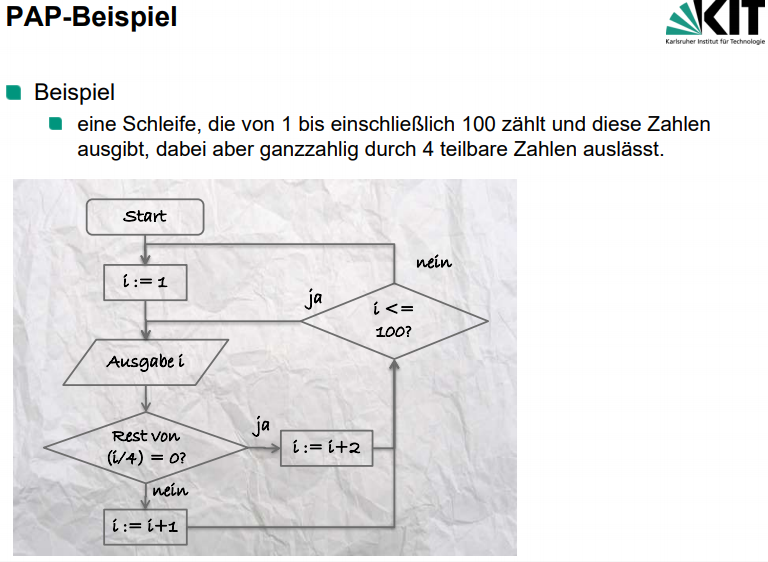 PAP-Beispiel
KIT
Karlsruher Institut für Technologie
Beispiel
eine Schleife, die von 1 bis einschließlich 100 zählt und diese Zahlen
ausgibt, dabei aber ganzzahlig durch 4 teilbare Zahlen auslässt.
Start
nein
i := 1
ja
i <=
100?
Ausgabe i
Rest von
(i/4) = 0?
ja
i := i+2
nein
i := i+1